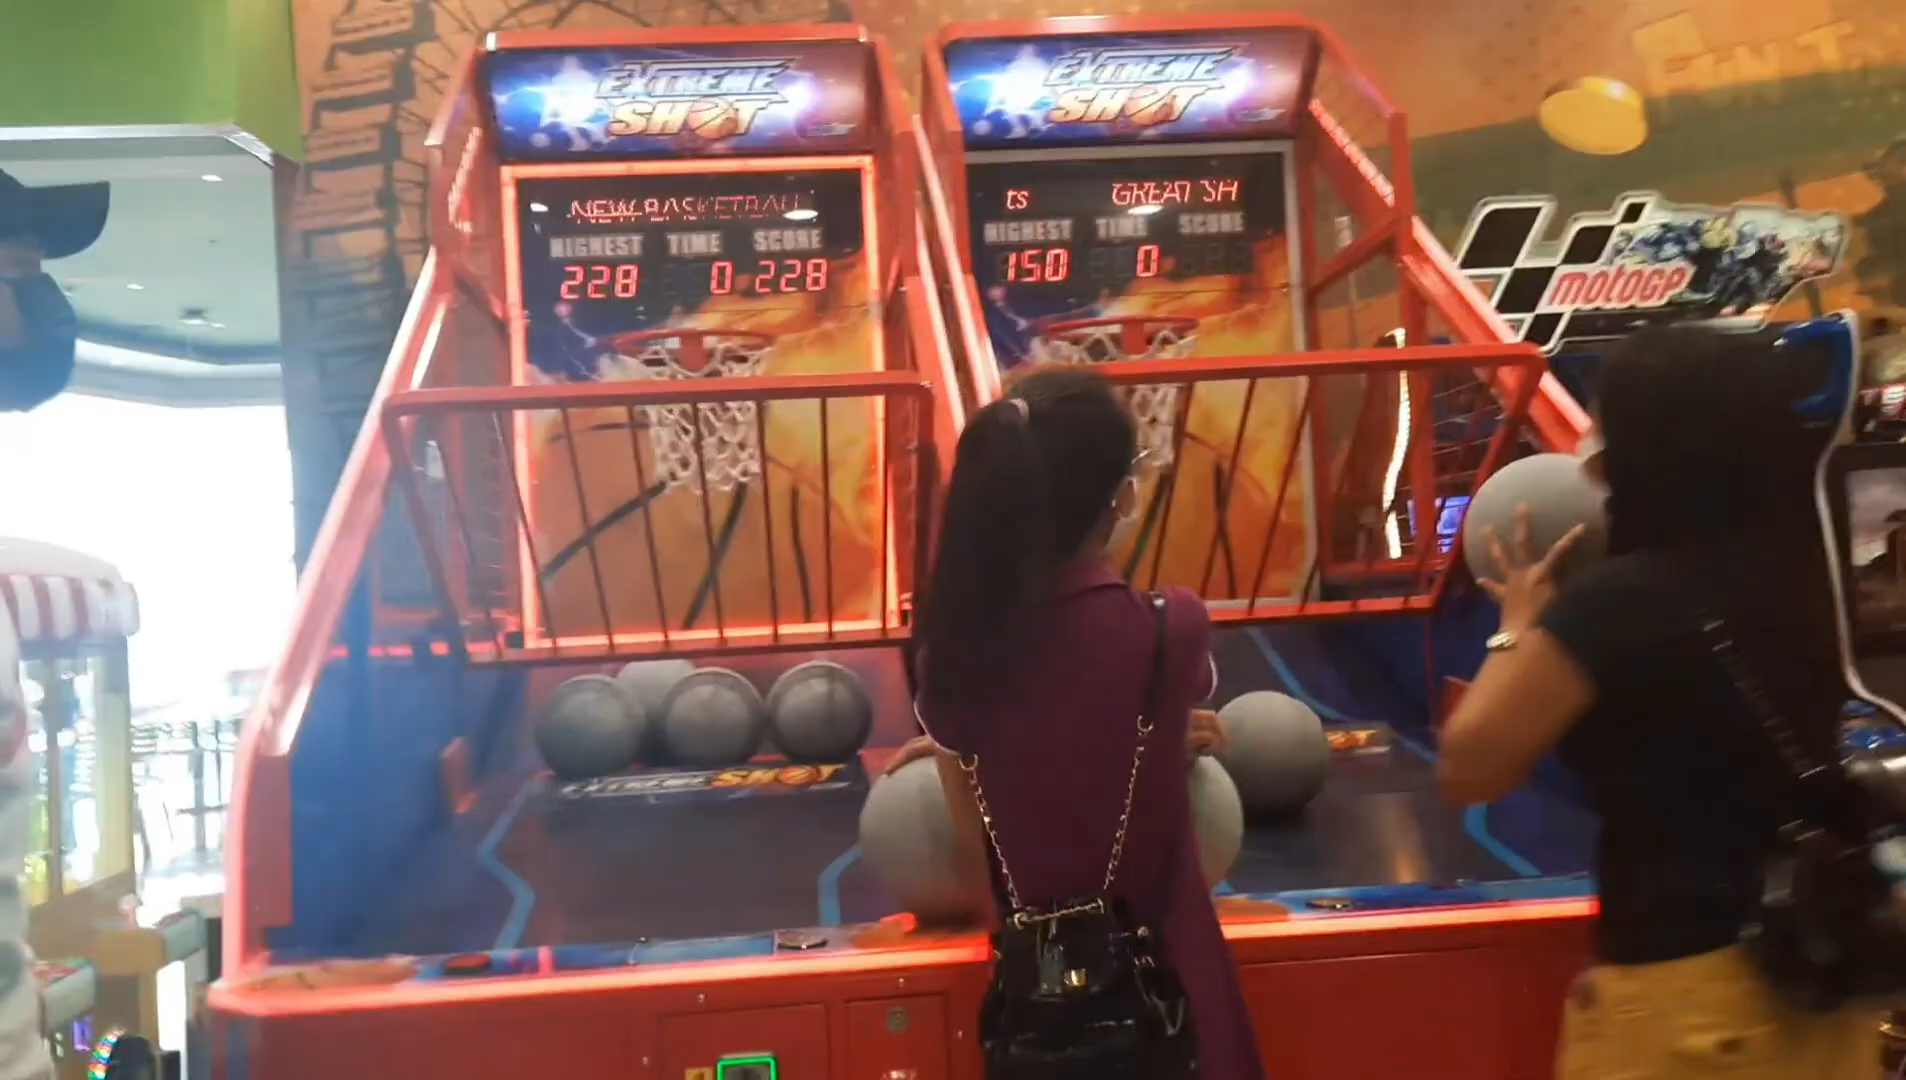 EXTREME
SHOT
NEW BASKETBALL
HIGHEST TIME SCORE
228 0 228
EXTREME SHOT
EXTREME
SHOT
ts GREAT SH
HIGHEST TIME SCORE
150 0
FUN T
motogp